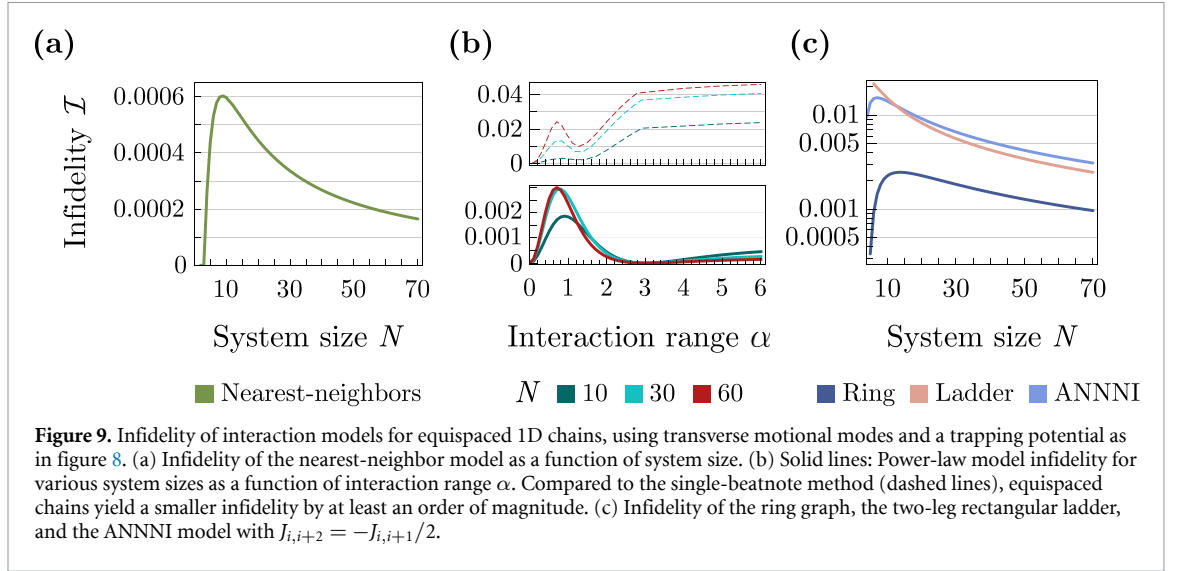 (a)
(b)
(c)
Infidelity ℐ
0.0006
0.0004
0.0002
0
10 30 50 70
System size N
Nearest-neighbors
0.04
0.02
0
0.002
0.001
0
0 1 2 3 4 5 6
Interaction range α
N 10 30 60
0.01
0.005
0.001
0.0005
10 30 50 70
System size N
Ring Ladder ANNNI
Figure 9. Infidelity of interaction models for equispaced 1D chains, using transverse motional modes and a trapping potential as
in figure 8. (a) Infidelity of the nearest-neighbor model as a function of system size. (b) Solid lines: Power-law model infidelity for
various system sizes as a function of interaction range α. Compared to the single-beatnote method (dashed lines), equispaced
chains yield a smaller infidelity by at least an order of magnitude. (c) Infidelity of the ring graph, the two-leg rectangular ladder,
and the ANNNI model with J_{i,i+2} = −J_{i,i+1}/2.